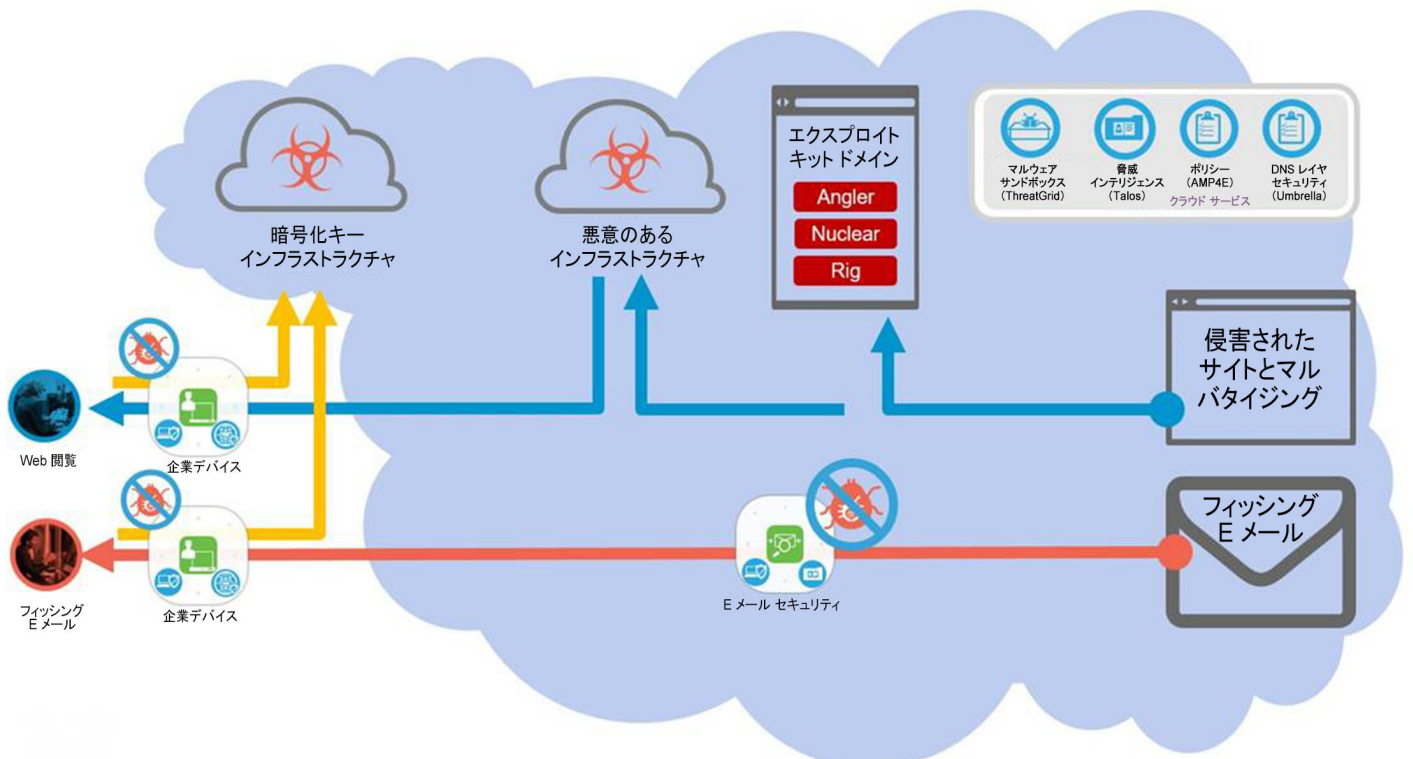 暗号化キー
インフラストラクチャ
悪意のある
インフラストラクチャ
エクスプロイト
キット ドメイン
Angler
Nuclear
Rig
マルウェア
サンドボックス
(ThreatGrid)
脅威
インテリジェンス
(Talos)
ポリシー
(AMP4E)
DNS レイヤ
セキュリティ
(Umbrella)
クラウド サービス
侵害された
サイトとマル
バタイジング
Web 閲覧
企業デバイス
フィッシング
E メール
フィッシング
E メール
企業デバイス
E メール セキュリティ